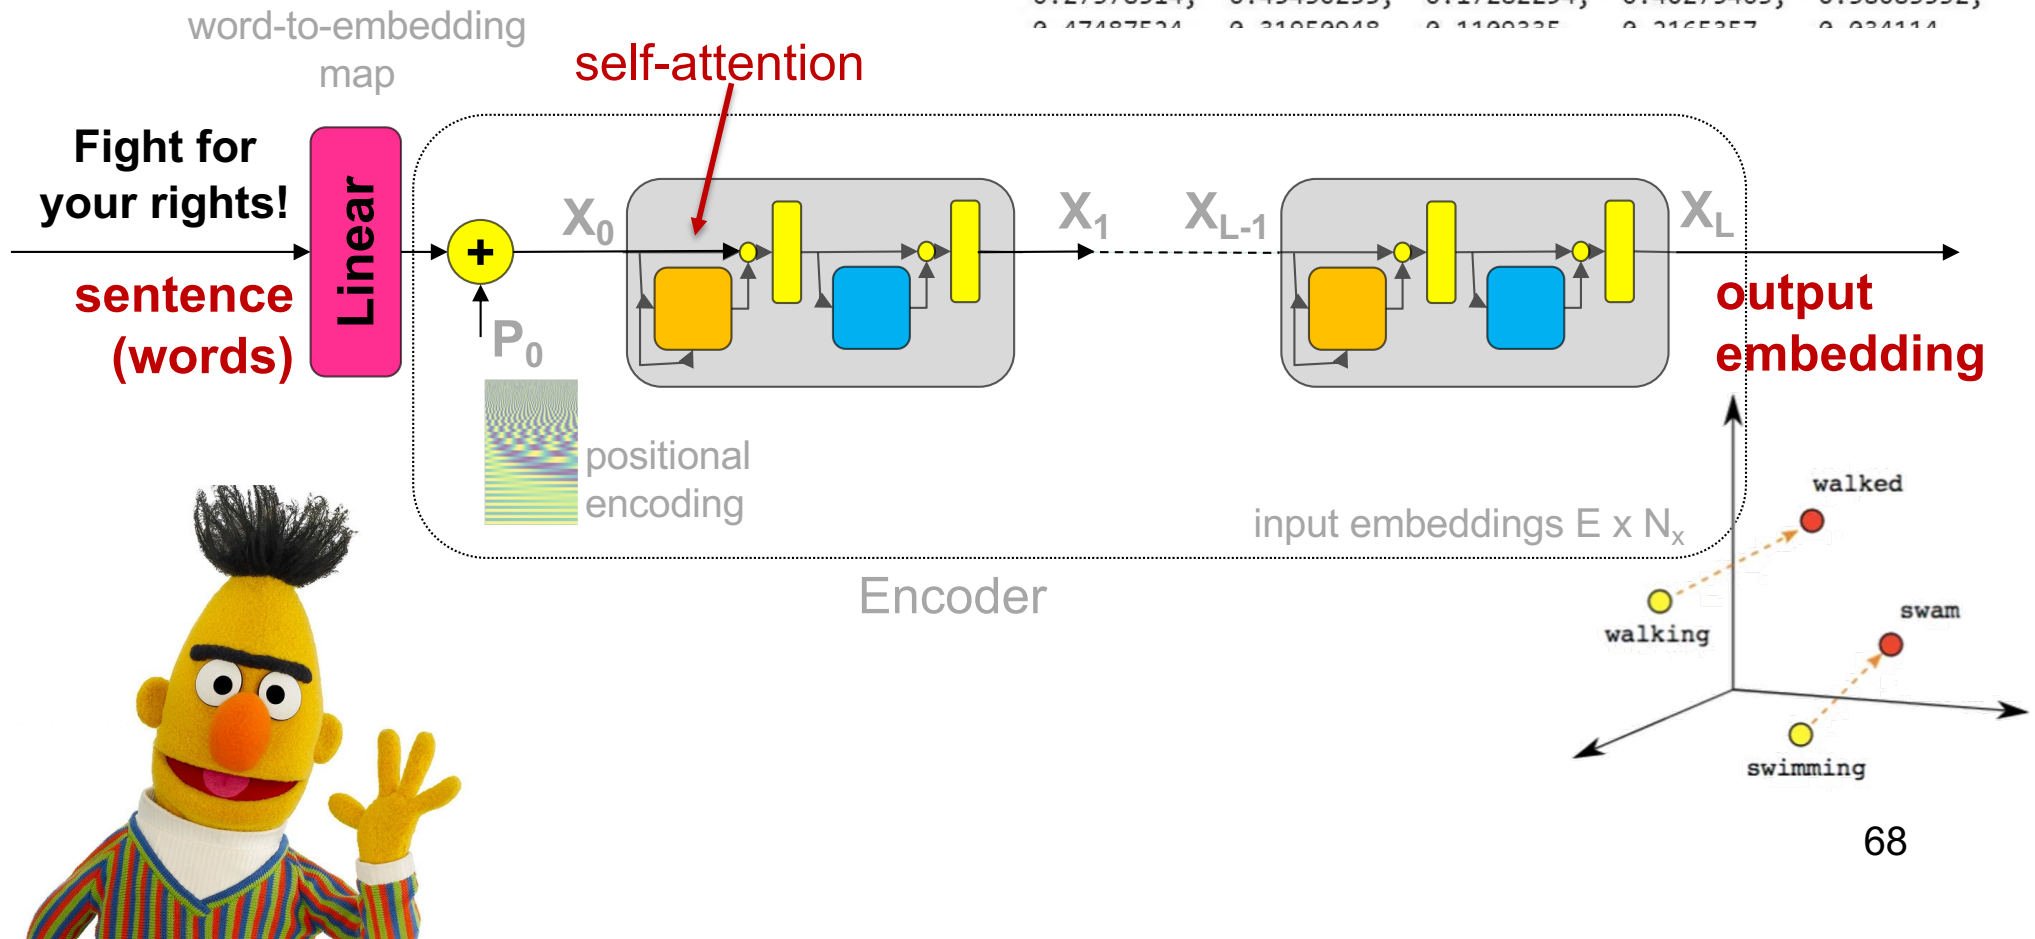 word-to-embedding
map
self-attention
Fight for
your rights!
Linear
sentence
(words)
+
P0
X0
X1
XL-1
XL
output
embedding
positional
encoding
input embeddings E x Nx
Encoder
walked
walking
swam
swimming
68